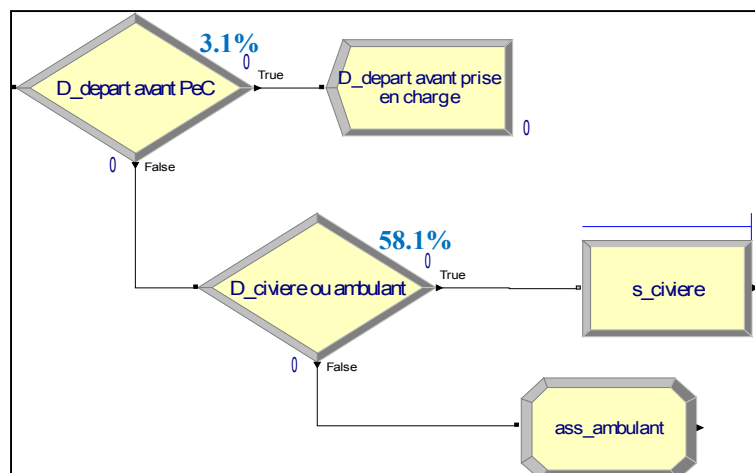 3.1%
0
True
D_depart avant PeC
D_depart avant prise
en charge
0
0
False
58.1%
0
True
D_civiere ou ambulant
s_civiere
0
False
ass_ambulant